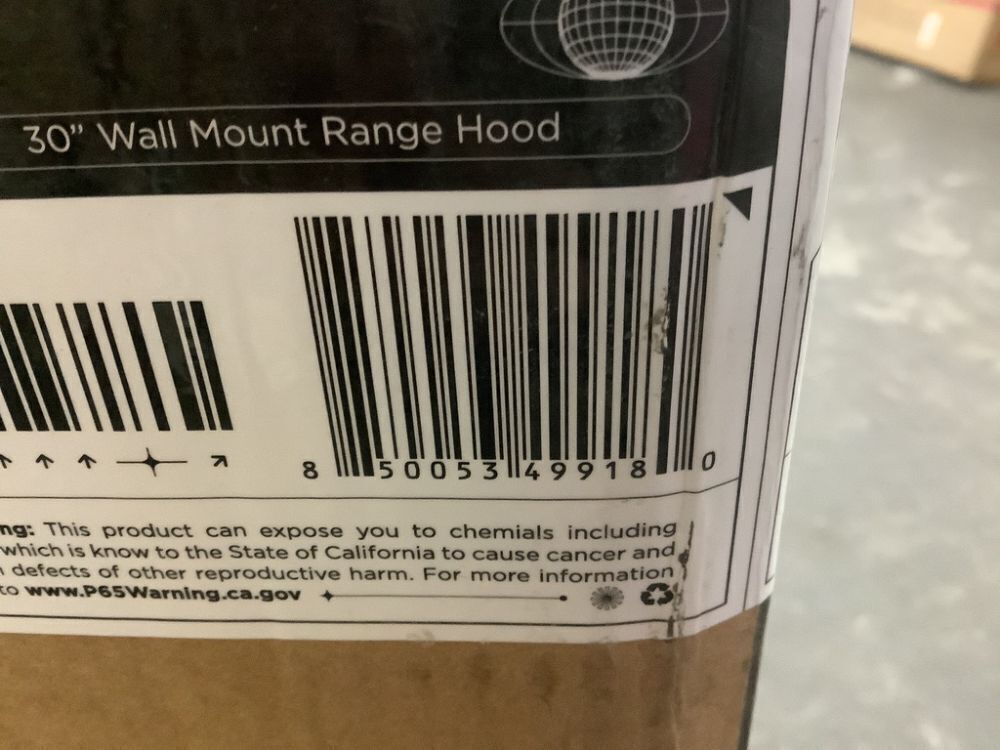 30” Wall Mount Range Hood
8 50053 49918 0
ng: This product can expose you to chemials including
which is know to the State of California to cause cancer and
defects of other reproductive harm. For more information
to www.P65Warning.ca.gov